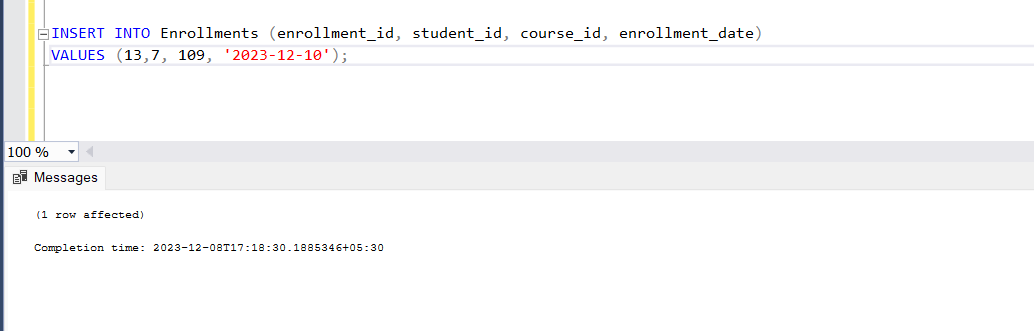 INSERT INTO Enrollments (enrollment_id, student_id, course_id, enrollment_date)
VALUES (13,7, 109, '2023-12-10');
100 %
Messages
(1 row affected)
Completion time: 2023-12-08T17:18:30.1885346+05:30